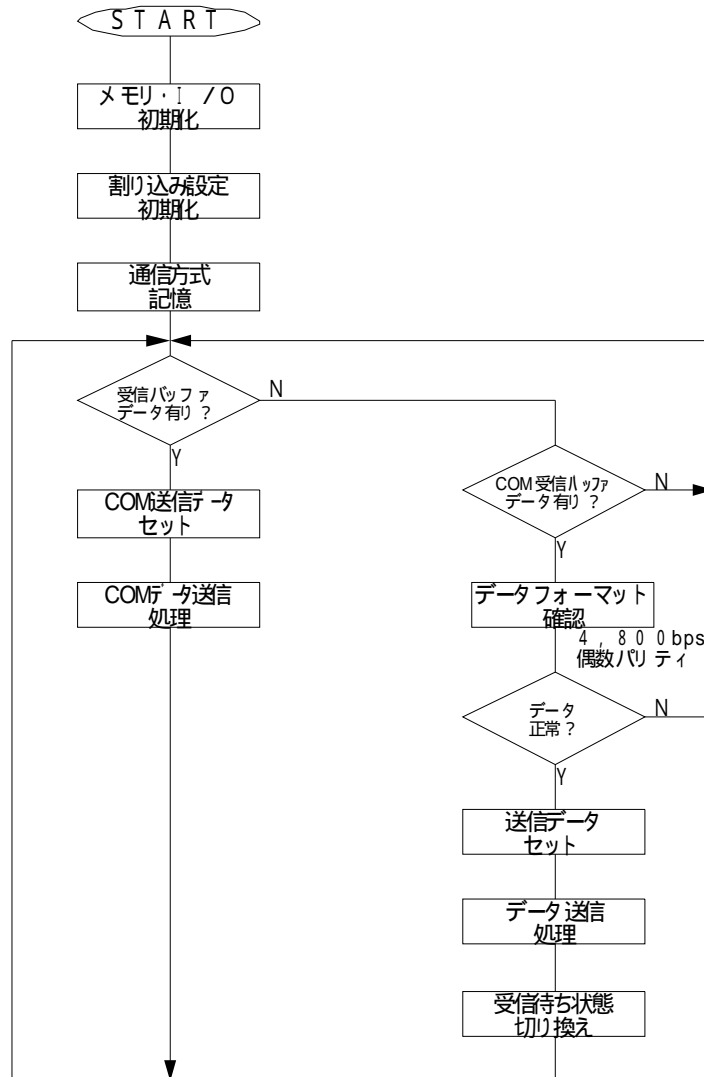 START
メモリ・I/O
初期化
割り込み設定
初期化
通信方式
記憶
受信バッファ
データ有り?
N
Y
COM送信データ
セット
COMデータ送信
処理
COM受信バッファ
データ有り?
N
Y
データフォーマット
確認
4,800bps
偶数パリティ
データ
正常?
N
Y
送信データ
セット
データ送信
処理
受信待ち状態
切り換え